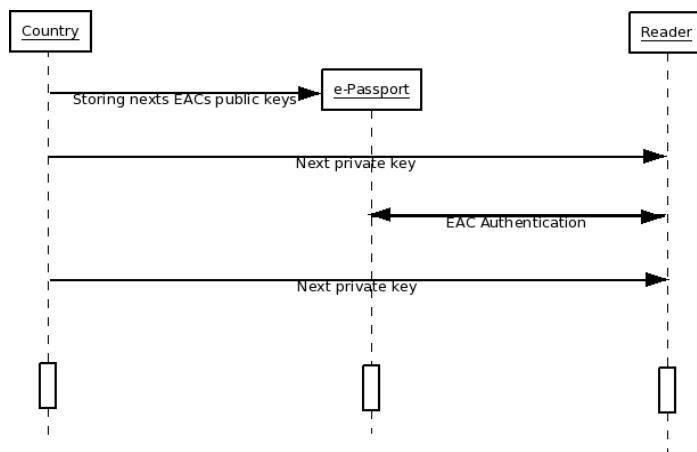 Country
Reader
e-Passport
Storing nexts EACs public keys
Next private key
EAC Authentication
Next private key